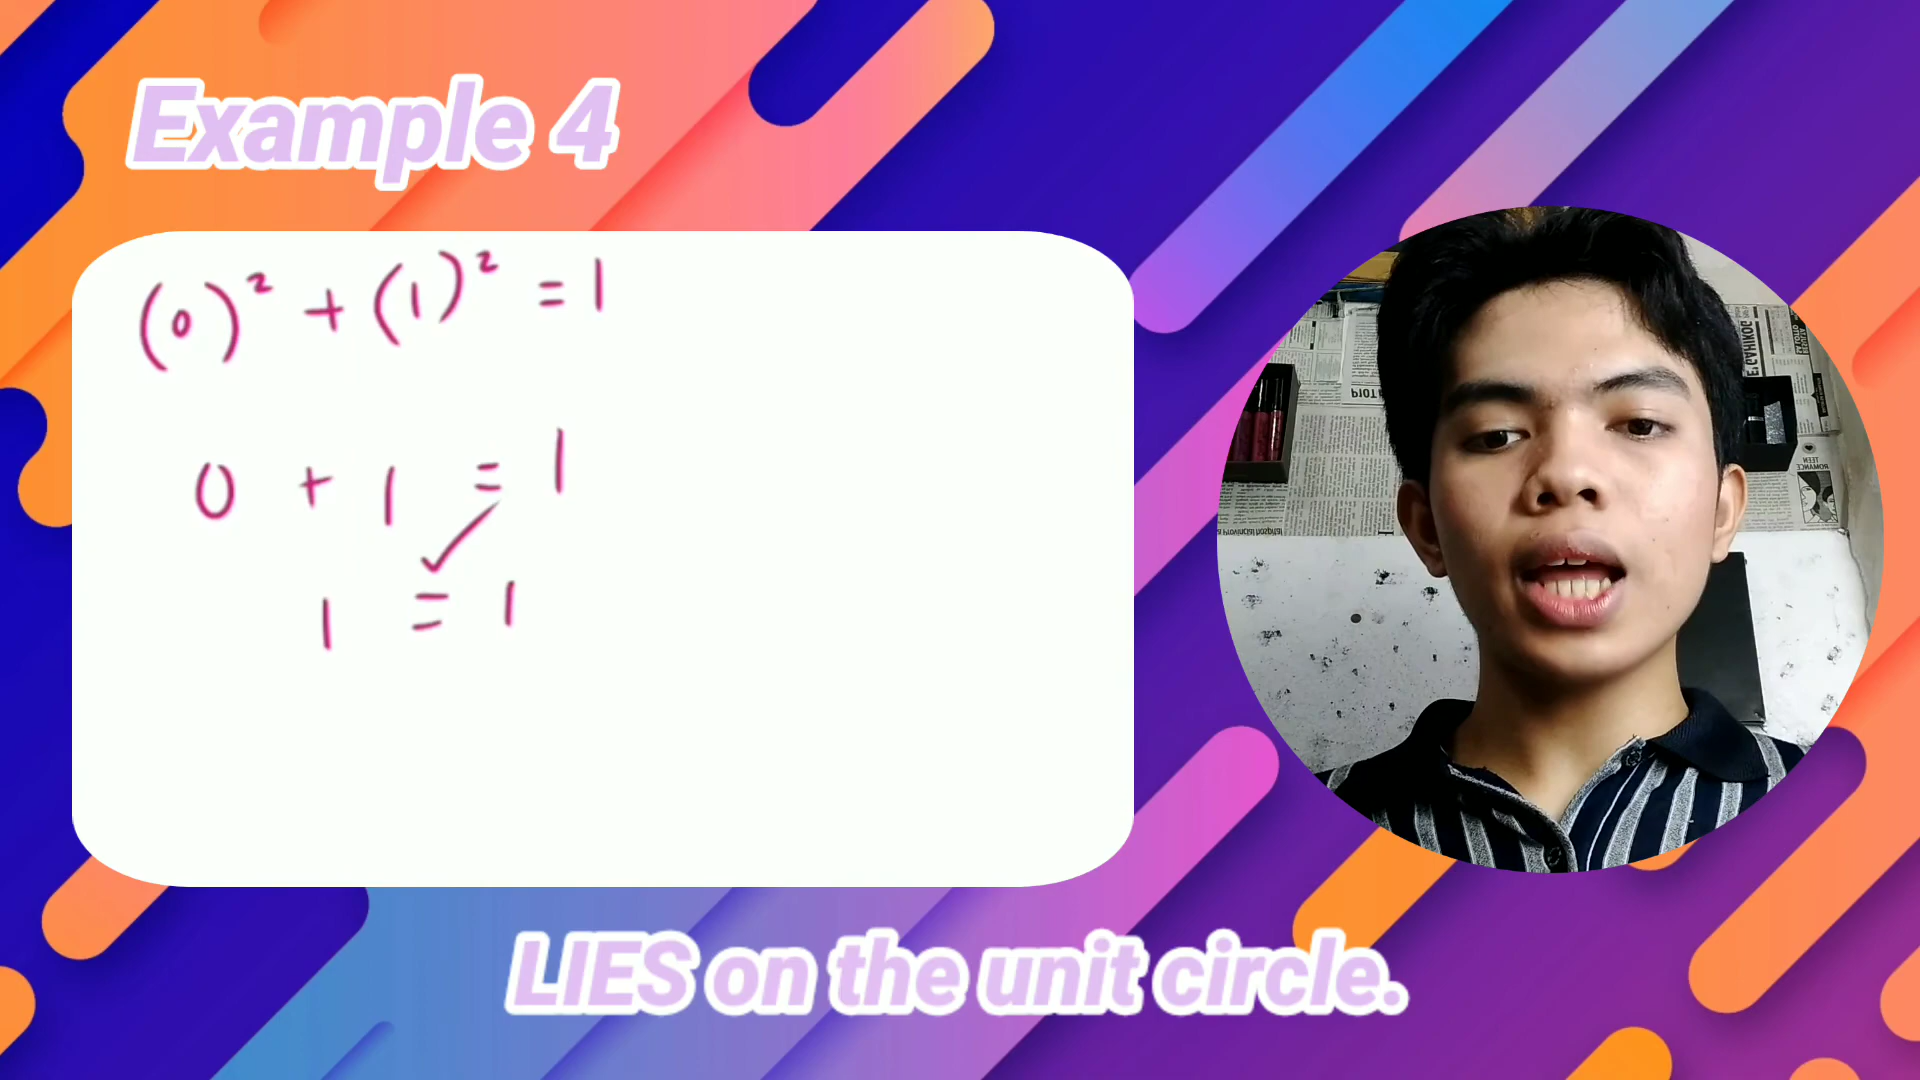 Example 4
(0)² + (1)² = 1
0 + 1 = 1
1 = 1
LIES on the unit circle.